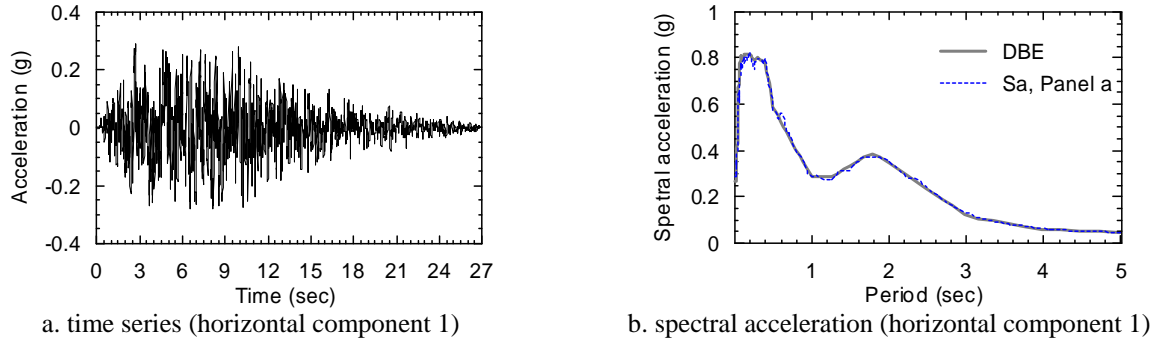 0.4
0.2
0
-0.2
-0.4
Acceleration (g)
0 3 6 9 12 15 18 21 24 27
Time (sec)
a. time series (horizontal component 1)
1
0.8
0.6
0.4
0.2
0
Spetral acceleration (g)
DBE
Sa, Panel a
1 2 3 4 5
Period (sec)
b. spectral acceleration (horizontal component 1)